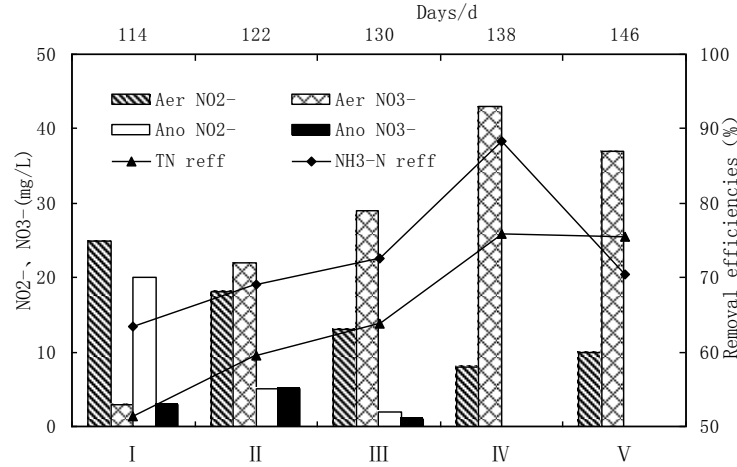 Days/d
114 122 130 138 146
50 100
Aer NO2- Aer NO3-
40 Ano NO2- Ano NO3- 90
TN reff NH3-N reff
30 80
20 70
10 60
0 50
NO2-、NO3-(mg/L)
Removal efficiencies (%)
Ⅰ Ⅱ Ⅲ Ⅳ Ⅴ